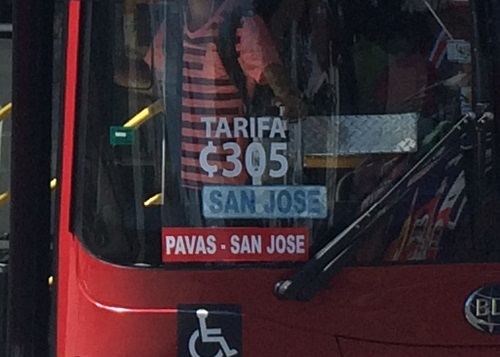 TARIFA
₡305
SAN JOSE
PAVAS - SAN JOSE